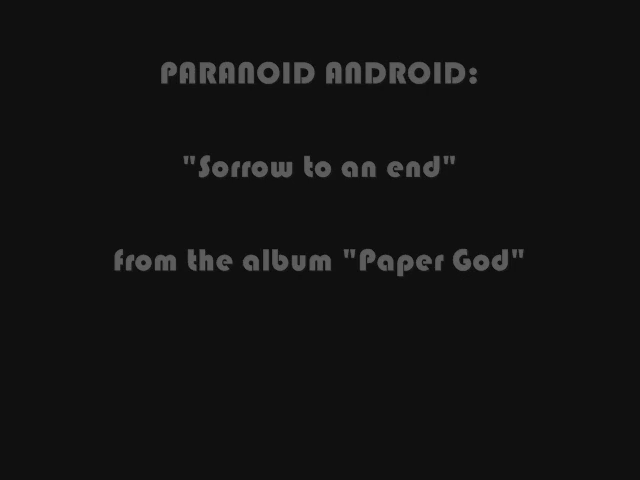 PARANOID ANDROID:
"Sorrow to an end"
from the album "Paper God"